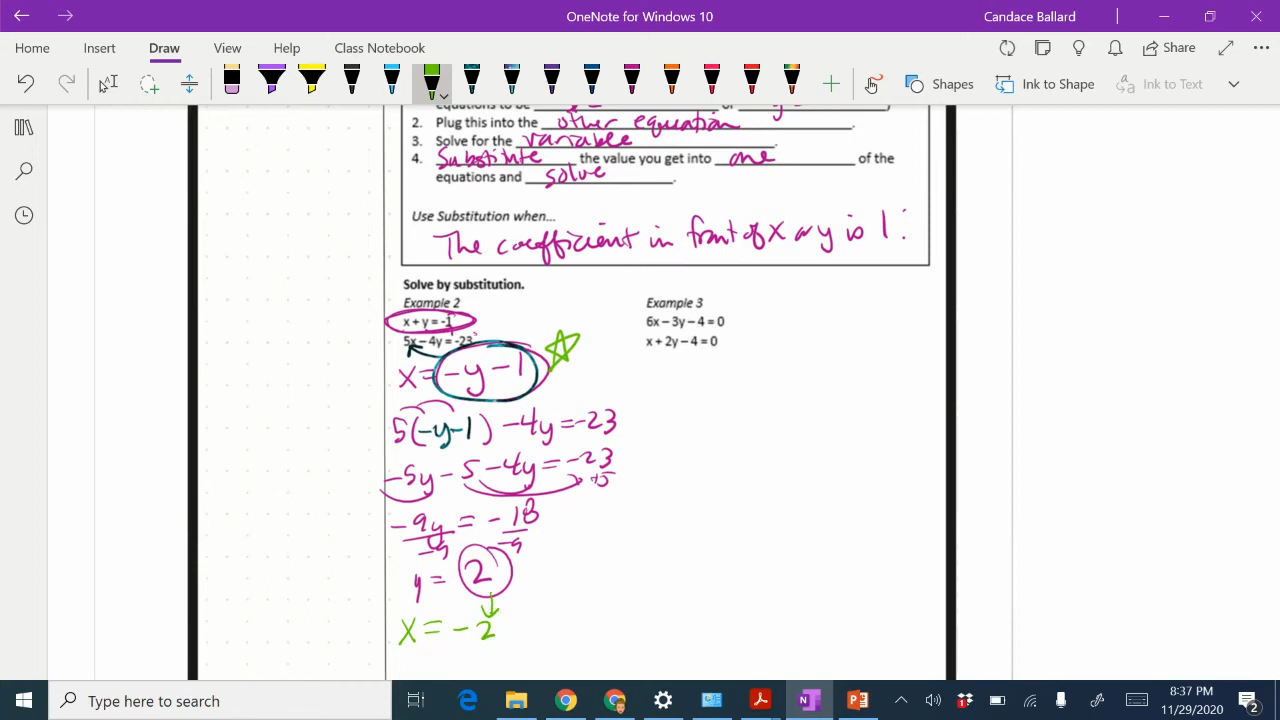 OneNote for Windows 10
Candace Ballard
Home Insert Draw View Help Class Notebook
Share
Shapes Ink to Shape Ink to Text
equations to be or
2. Plug this into the other equation.
3. Solve for the variable.
4. Substitute the value you get into one of the
equations and solve.
Use Substitution when...
The coefficient in front of x or y is 1.
Solve by substitution.
Example 2
x + y = -1
5x – 4y = -23
x = -y - 1
5(-y-1) -4y = -23
-5y - 5 -4y = -23
+5
-9y = -18
-9 -9
y = 2
x = -2
Example 3
6x – 3y – 4 = 0
x + 2y – 4 = 0
Type here to search
8:37 PM
11/29/2020
2